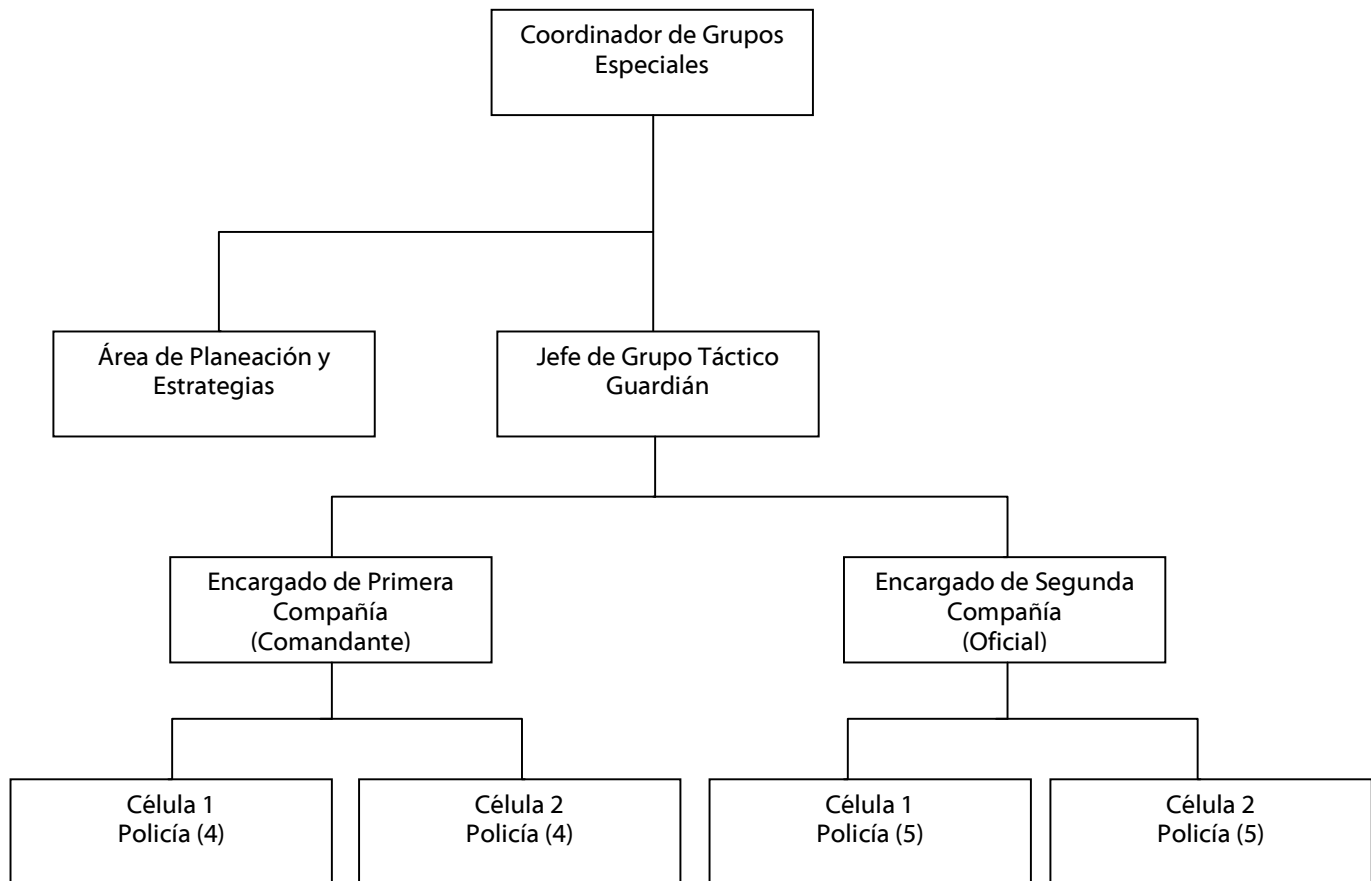 Coordinador de Grupos
Especiales
Área de Planeación y
Estrategias
Jefe de Grupo Táctico
Guardián
Encargado de Primera
Compañía
(Comandante)
Encargado de Segunda
Compañía
(Oficial)
Célula 1
Policía (4)
Célula 2
Policía (4)
Célula 1
Policía (5)
Célula 2
Policía (5)